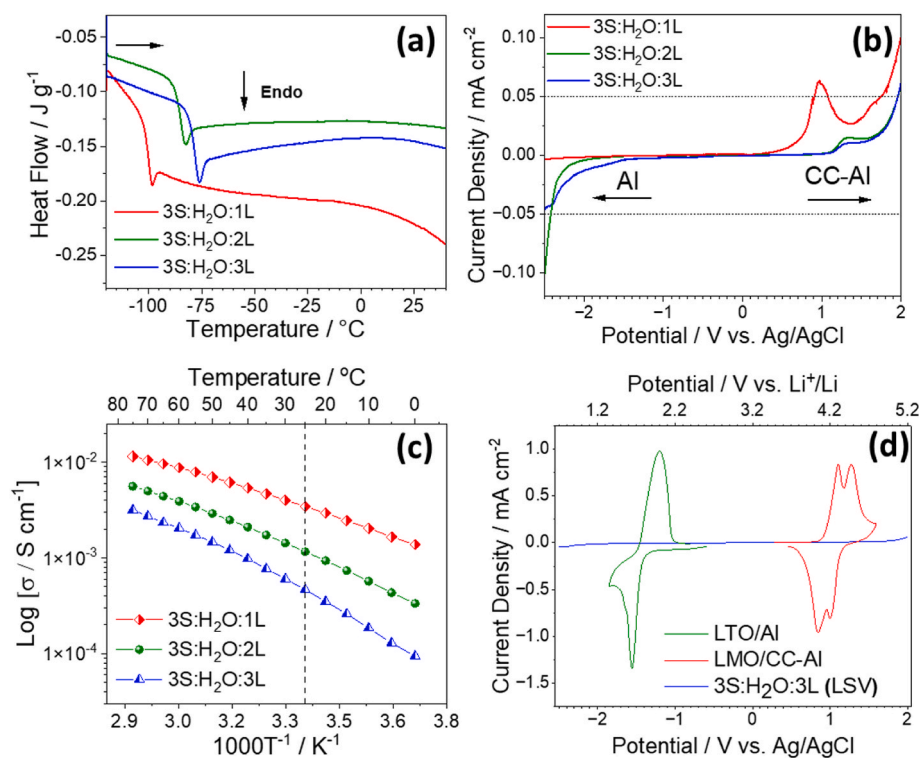 (a)
Endo
3S:H₂O:1L
3S:H₂O:2L
3S:H₂O:3L
Heat Flow / J g⁻¹
-0.05
-0.10
-0.15
-0.20
-0.25
-100 -75 -50 -25 0 25
Temperature / °C
(b)
3S:H₂O:1L
3S:H₂O:2L
3S:H₂O:3L
Al
CC-Al
Current Density / mA cm⁻²
0.10
0.05
0.00
−0.05
−0.10
−2 −1 0 1 2
Potential / V vs. Ag/AgCl
Temperature / ºC
80 70 60 50 40 30 20 10 0
(c)
Log [σ / S cm⁻¹]
1×10⁻²
1×10⁻³
1×10⁻⁴
3S:H₂O:1L
3S:H₂O:2L
3S:H₂O:3L
2.9 3.0 3.1 3.2 3.3 3.4 3.6 3.7 3.8
1000T⁻¹ / K⁻¹
Potential / V vs. Li⁺/Li
1.4 2.2 4.2 5.2
(d)
Current Density / mA cm⁻²
1.0
0.5
0.0
−0.5
−1.0
−1.5
LTO/Al
LMO/CC-Al
3S:H₂O:3L (LSV)
−2 −1 0 1 2
Potential / V vs. Ag/AgCl